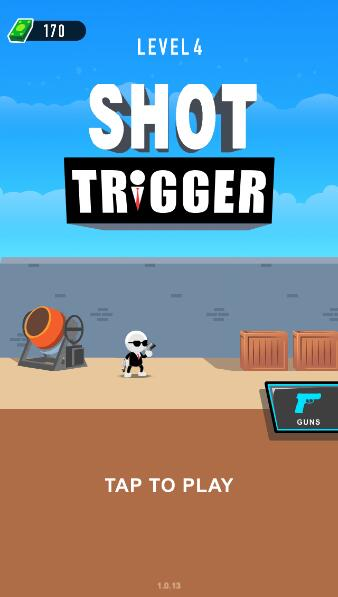 170
LEVEL 4
SHOT
TRIGGER
GUNS
TAP TO PLAY
1.0.13